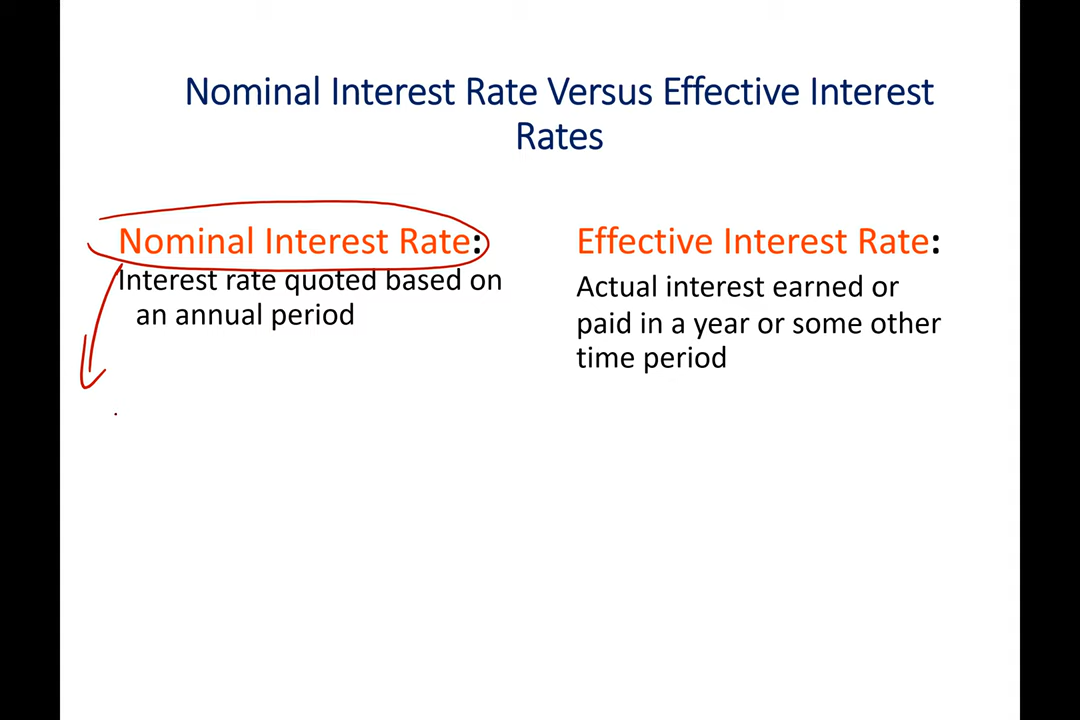 Nominal Interest Rate Versus Effective Interest
Rates
Nominal Interest Rate:
Interest rate quoted based on
an annual period
Effective Interest Rate:
Actual interest earned or
paid in a year or some other
time period